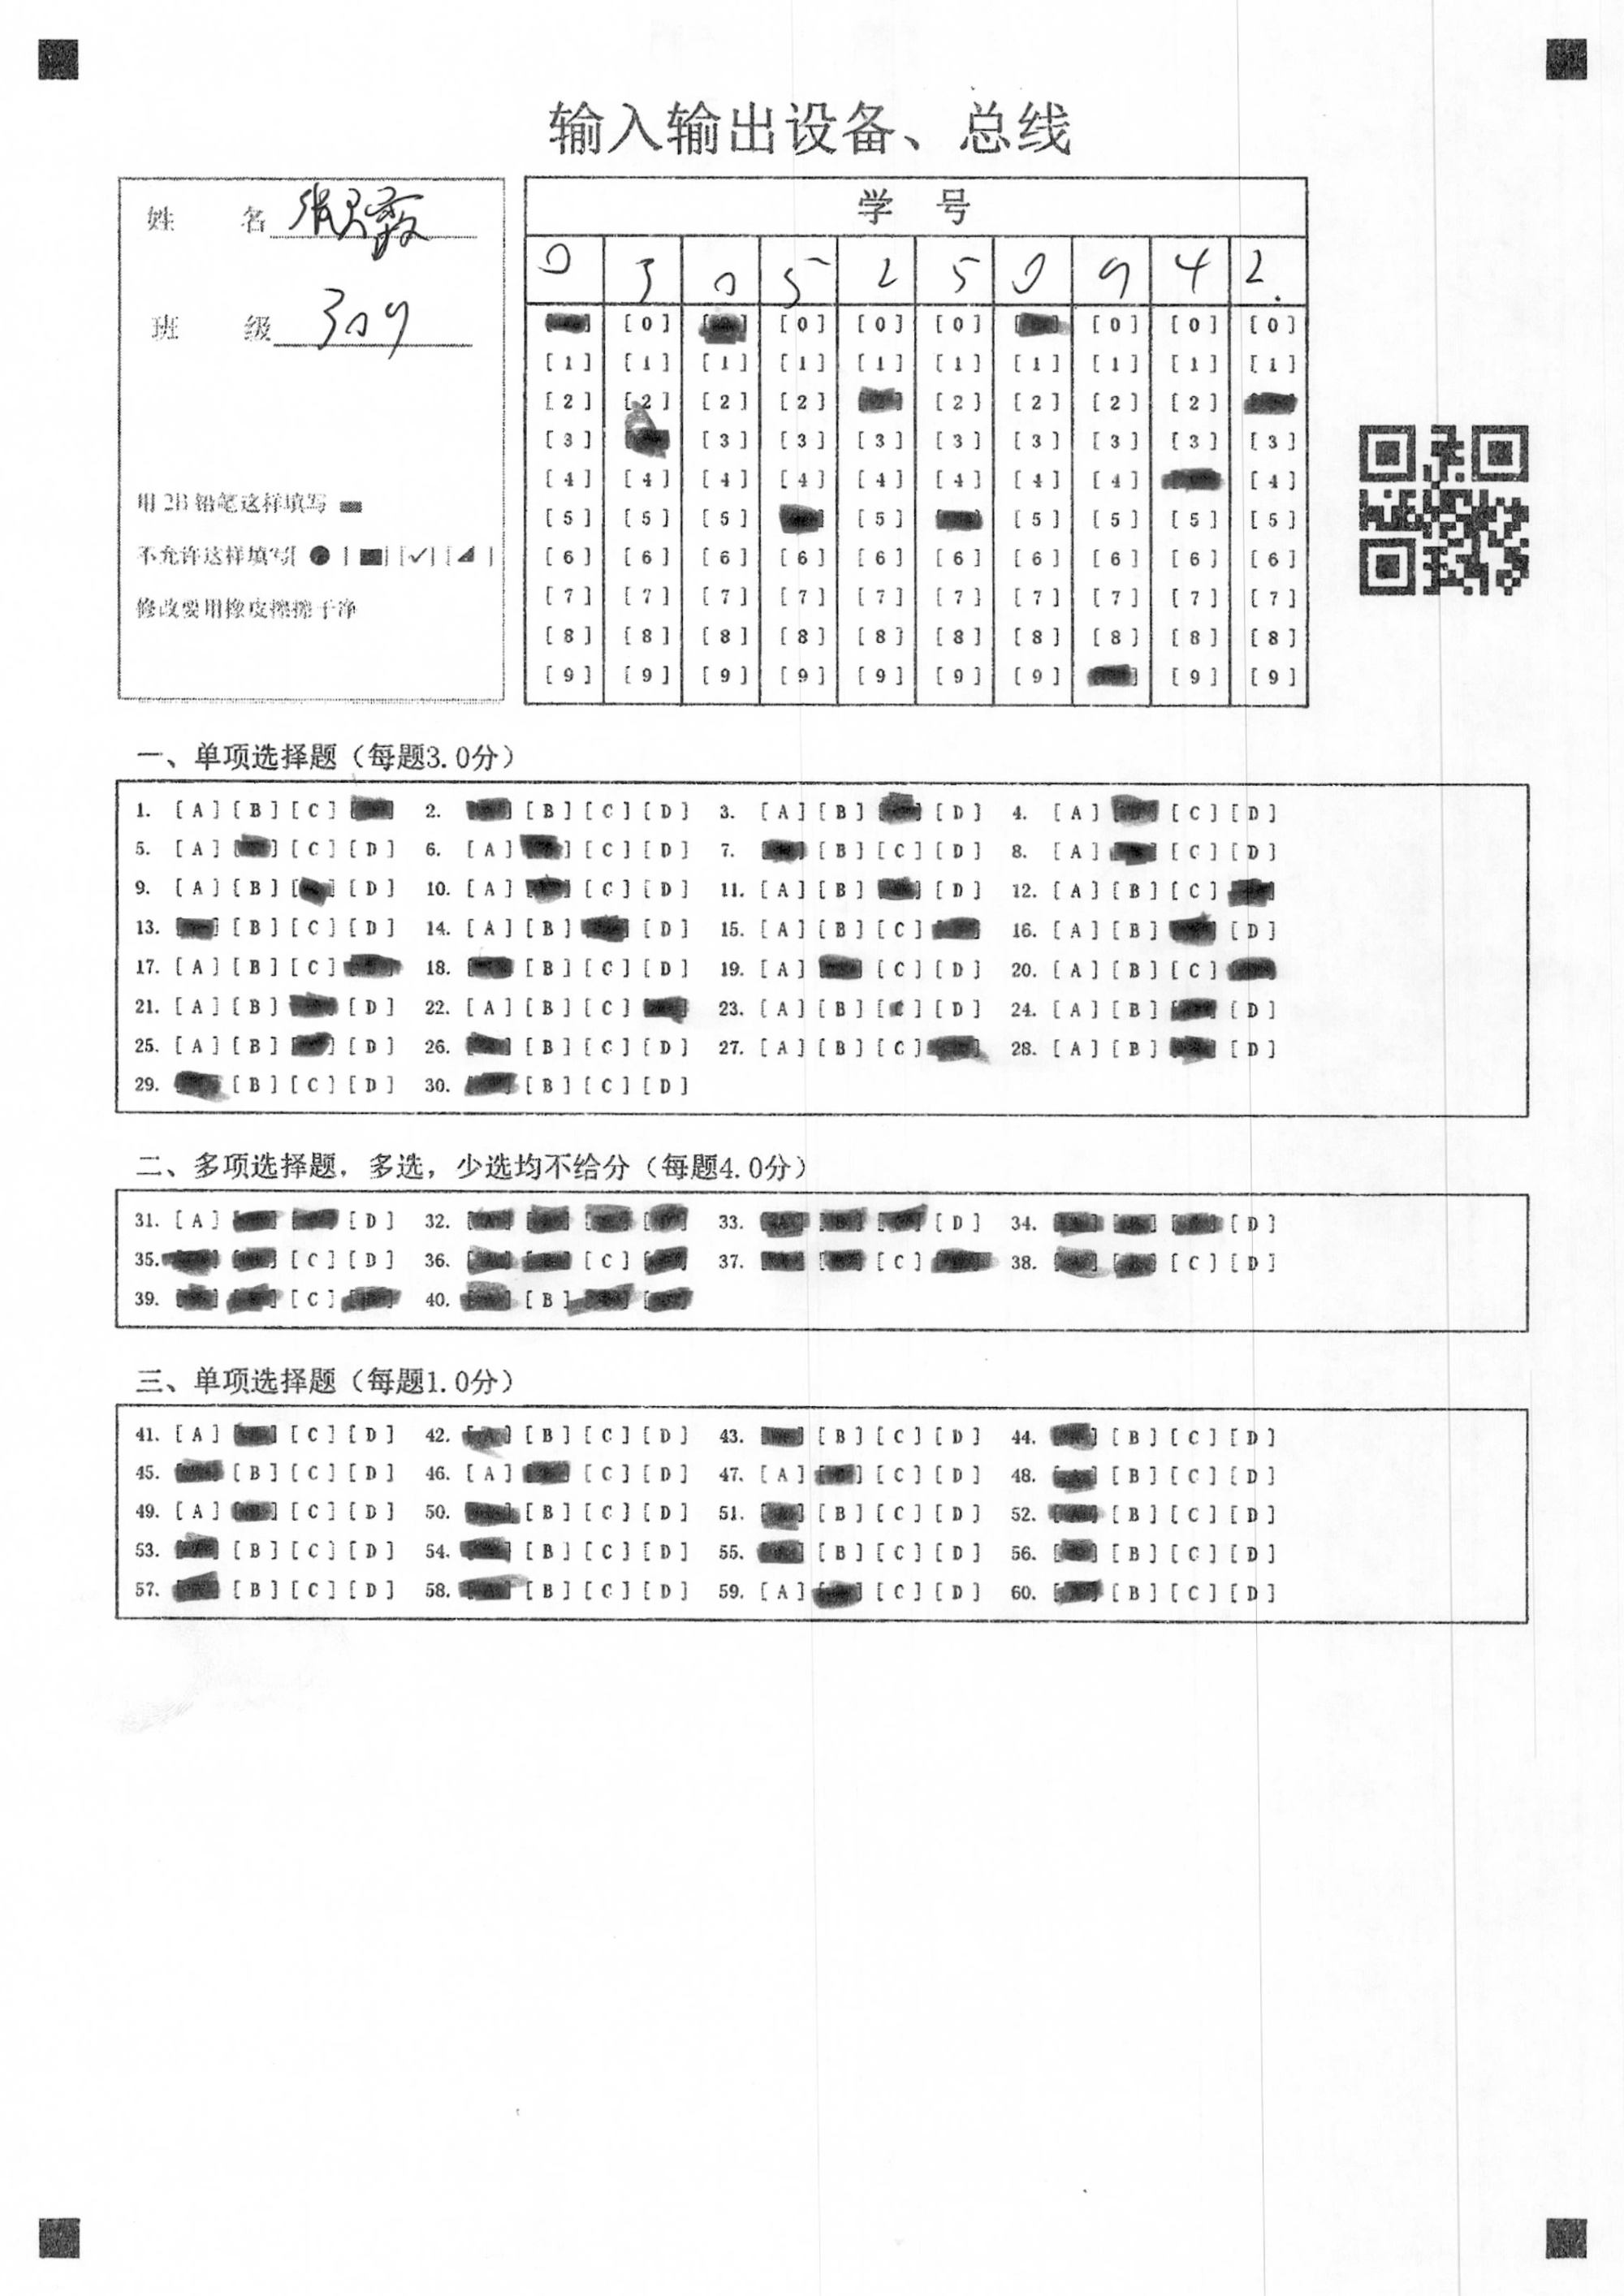 输入输出设备、总线
姓 名
班 级 309
用 2B 铅笔这样填写
不允许这样填写[ ● ] [■] [✓] [◢ ]
修改要用橡皮擦擦干净
学 号
0 3 0 5 2 5 0 9 4 2.
[0] [0] [0] [0] [0] [0] [0]
[1] [1] [1] [1] [1] [1] [1] [1] [1] [1]
[2] [2] [2] [2] [2] [2] [2] [2]
[3] [3] [3] [3] [3] [3] [3] [3] [3]
[4] [4] [4] [4] [4] [4] [4] [4] [4]
[5] [5] [5] [5] [5] [5] [5] [5]
[6] [6] [6] [6] [6] [6] [6] [6] [6] [6]
[7] [7] [7] [7] [7] [7] [7] [7] [7] [7]
[8] [8] [8] [8] [8] [8] [8] [8] [8] [8]
[9] [9] [9] [9] [9] [9] [9] [9] [9]
一、单项选择题（每题3.0分）
1. [A] [B] [C] 2. [B] [C] [D] 3. [A] [B] [D] 4. [A] [C] [D]
5. [A] [C] [D] 6. [A] [C] [D] 7. [B] [C] [D] 8. [A] [C] [D]
9. [A] [B] [D] 10. [A] [C] [D] 11. [A] [B] [D] 12. [A] [B] [C]
13. [B] [C] [D] 14. [A] [B] [D] 15. [A] [B] [C] 16. [A] [B] [D]
17. [A] [B] [C] 18. [B] [C] [D] 19. [A] [C] [D] 20. [A] [B] [C]
21. [A] [B] [D] 22. [A] [B] [C] 23. [A] [B] [C] [D] 24. [A] [B] [D]
25. [A] [B] [D] 26. [B] [C] [D] 27. [A] [B] [C] 28. [A] [B] [D]
29. [B] [C] [D] 30. [B] [C] [D]
二、多项选择题，多选，少选均不给分（每题4.0分）
31. [A] [D] 32. 33. [D] 34. [D]
35. [C] [D] 36. [C] 37. [C] 38. [C] [D]
39. [C] 40. [B]
三、单项选择题（每题1.0分）
41. [A] [C] [D] 42. [B] [C] [D] 43. [B] [C] [D] 44. [B] [C] [D]
45. [B] [C] [D] 46. [A] [C] [D] 47. [A] [C] [D] 48. [B] [C] [D]
49. [A] [C] [D] 50. [B] [C] [D] 51. [B] [C] [D] 52. [B] [C] [D]
53. [B] [C] [D] 54. [B] [C] [D] 55. [B] [C] [D] 56. [B] [C] [D]
57. [B] [C] [D] 58. [B] [C] [D] 59. [A] [C] [D] 60. [B] [C] [D]